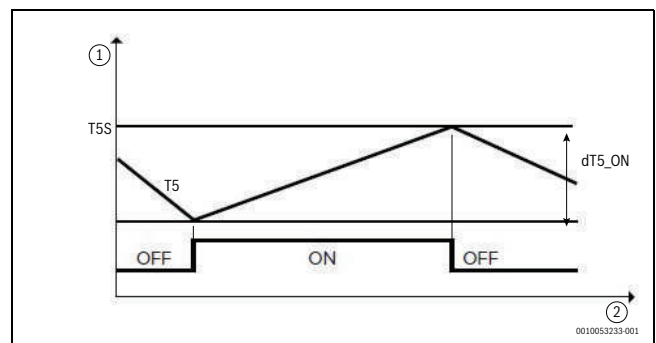 ①
T5S
dT5_ON
T5
OFF
ON
OFF
②
0010053233-001